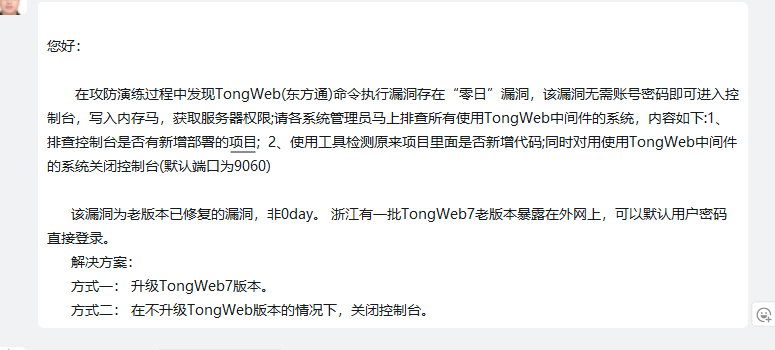 您好：
在攻防演练过程中发现TongWeb(东方通)命令执行漏洞存在“零日”漏洞，该漏洞无需账号密码即可进入控
制台，写入内存马，获取服务器权限;请各系统管理员马上排查所有使用TongWeb中间件的系统，内容如下:1、
排查控制台是否有新增部署的项目；2、使用工具检测原来项目里面是否新增代码;同时对用使用TongWeb中间件
的系统关闭控制台(默认端口为9060)
该漏洞为老版本已修复的漏洞，非0day。 浙江有一批TongWeb7老版本暴露在外网上，可以默认用户密码
直接登录。
解决方案：
方式一： 升级TongWeb7版本。
方式二： 在不升级TongWeb版本的情况下，关闭控制台。